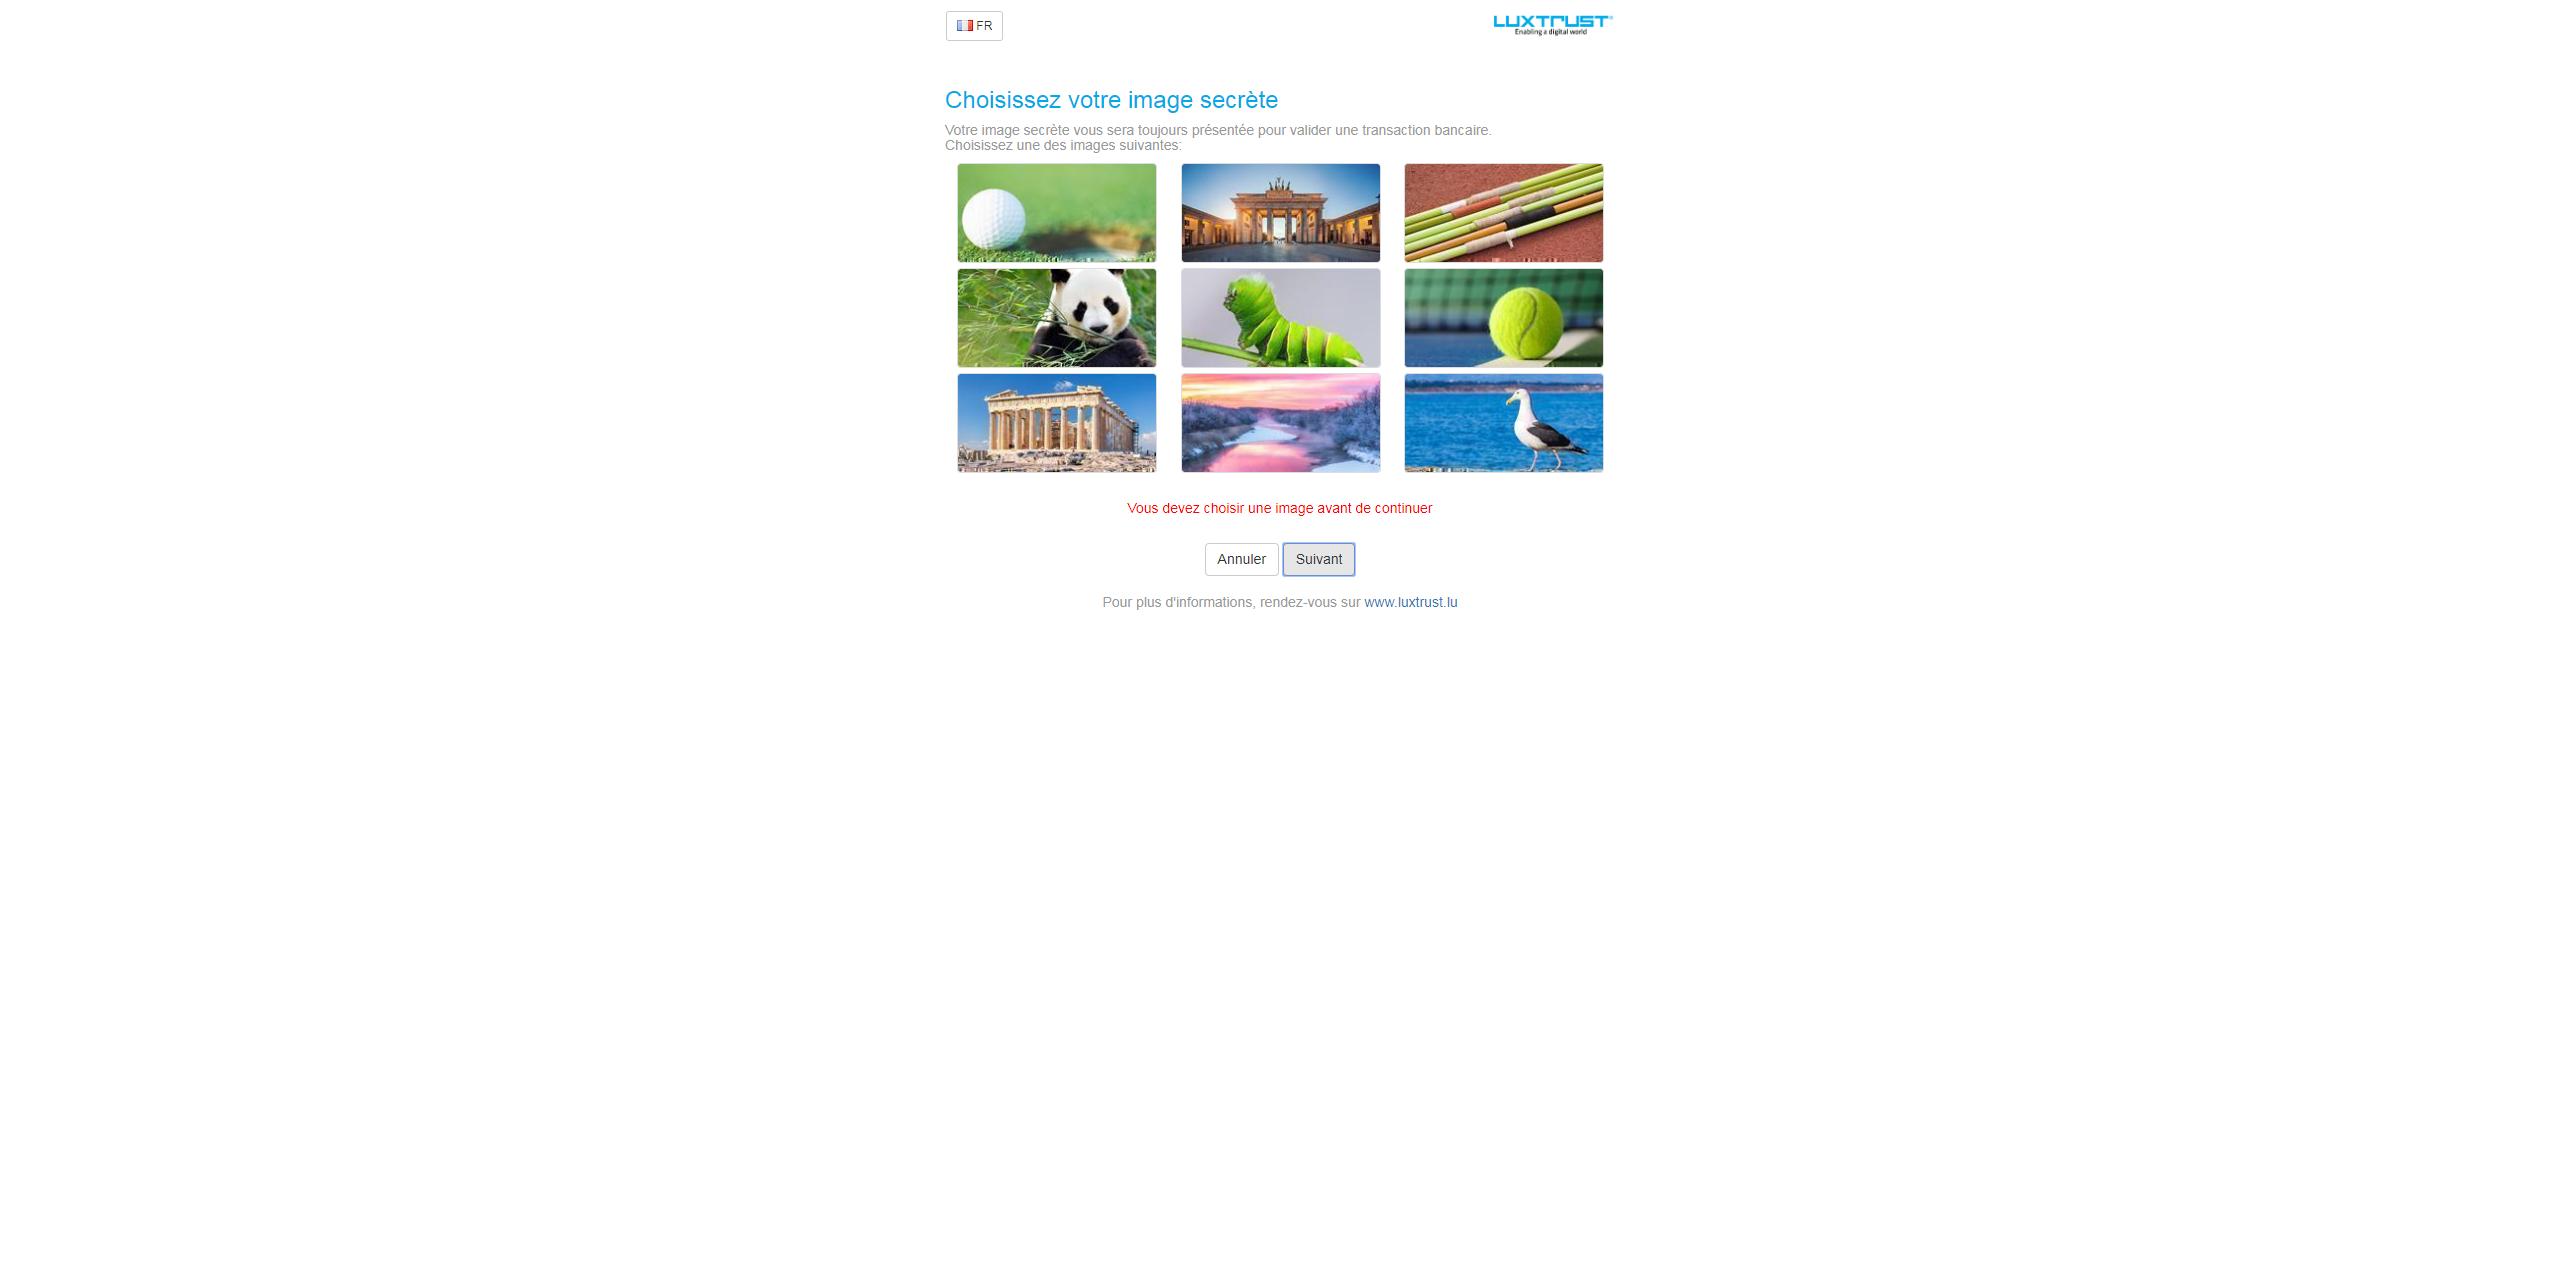 FR
LUXTRUST
Enabling a digital world
Choisissez votre image secrète
Votre image secrète vous sera toujours présentée pour valider une transaction bancaire.
Choisissez une des images suivantes:
Vous devez choisir une image avant de continuer
Annuler
Suivant
Pour plus d'informations, rendez-vous sur www.luxtrust.lu